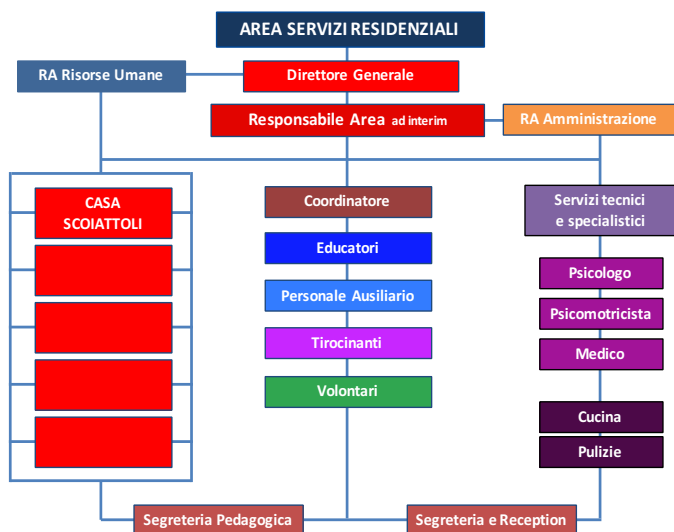 AREA SERVIZI RESIDENZIALI
RA Risorse Umane
Direttore Generale
Responsabile Area ad interim
RA Amministrazione
CASA
SCOIATTOLI
Coordinatore
Educatori
Personale Ausiliario
Tirocinanti
Volontari
Servizi tecnici
e specialistici
Psicologo
Psicomotricista
Medico
Cucina
Pulizie
Segreteria Pedagogica
Segreteria e Reception